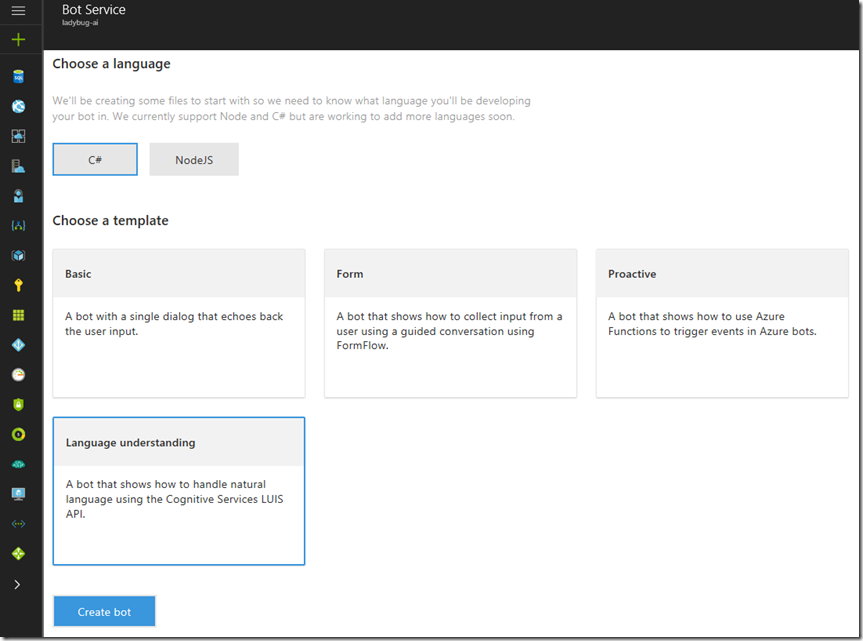 Bot Service
ladybug-ai
Choose a language
We'll be creating some files to start with so we need to know what language you'll be developing
your bot in. We currently support Node and C# but are working to add more languages soon.
C#
NodeJS
Choose a template
Basic
A bot with a single dialog that echoes back
the user input.
Form
A bot that shows how to collect input from a
user using a guided conversation using
FormFlow.
Proactive
A bot that shows how to use Azure
Functions to trigger events in Azure bots.
Language understanding
A bot that shows how to handle natural
language using the Cognitive Services LUIS
API.
Create bot